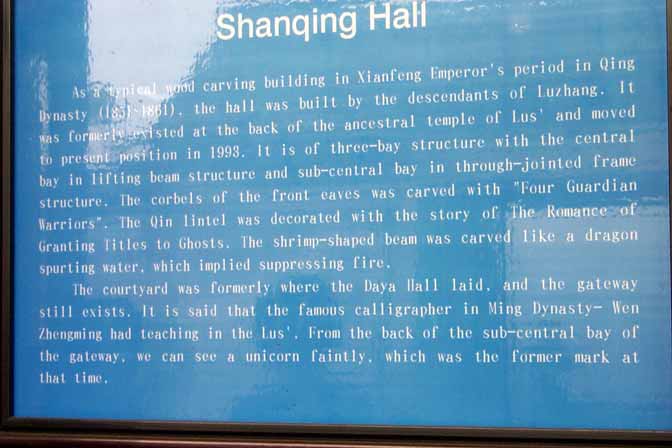 Shanqing Hall
As a typical wood carving building in Xianfeng Emperor's period in Qing
Dynasty (1851-1861), the hall was built by the descendants of Luzhang. It
was formerly existed at the back of the ancestral temple of Lus' and moved
to present position in 1993. It is of three-bay structure with the central
bay in lifting beam structure and sub-central bay in through-jointed frame
structure. The corbels of the front eaves was carved with "Four Guardian
Warriors". The Qin lintel was decorated with the story of The Romance of
Granting Titles to Ghosts. The shrimp-shaped beam was carved like a dragon
spurting water, which implied suppressing fire.
The courtyard was formerly where the Daya Hall laid, and the gateway
still exists. It is said that the famous calligrapher in Ming Dynasty- Wen
Zhengming had teaching in the Lus'. From the back of the sub-central bay of
the gateway, we can see a unicorn faintly, which was the former mark at
that time.